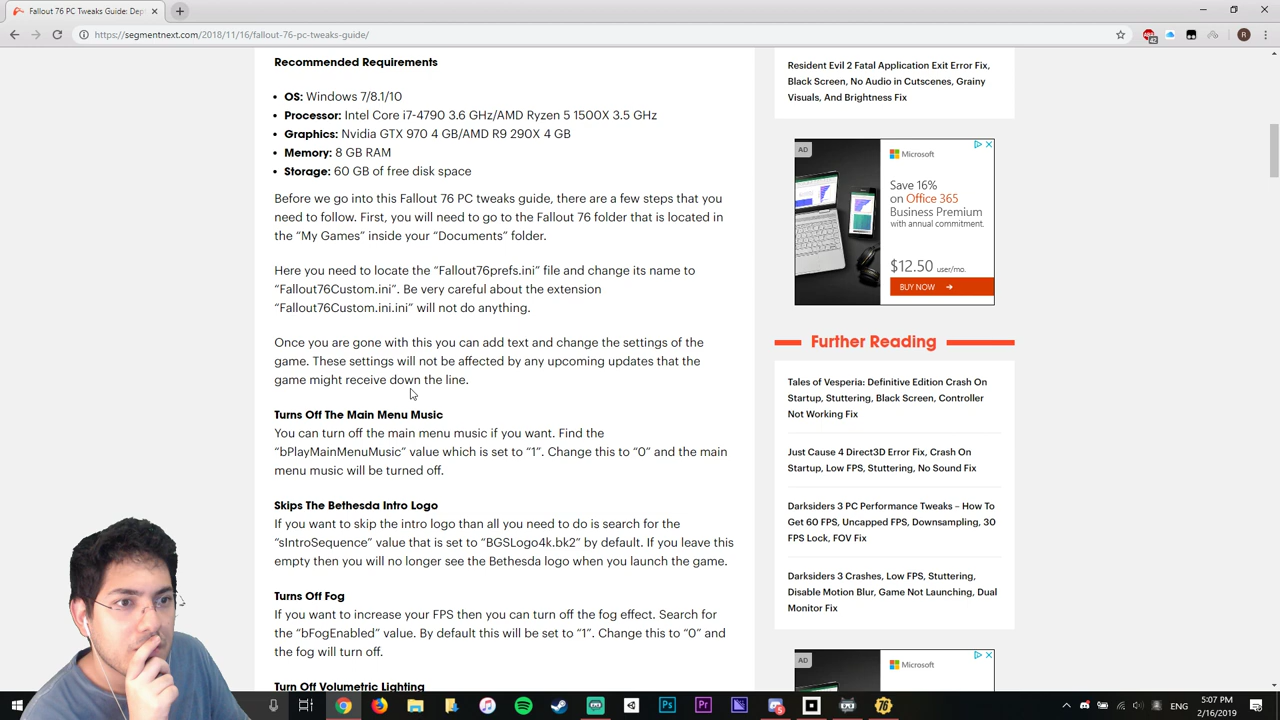 Fallout 76 PC Tweaks Guide: Dep
https://segmentnext.com/2018/11/16/fallout-76-pc-tweaks-guide/
42
R
Recommended Requirements
• OS: Windows 7/8.1/10
• Processor: Intel Core i7-4790 3.6 GHz/AMD Ryzen 5 1500X 3.5 GHz
• Graphics: Nvidia GTX 970 4 GB/AMD R9 290X 4 GB
• Memory: 8 GB RAM
• Storage: 60 GB of free disk space
Before we go into this Fallout 76 PC tweaks guide, there are a few steps that you
need to follow. First, you will need to go to the Fallout 76 folder that is located in
the “My Games” inside your “Documents” folder.
Here you need to locate the “Fallout76prefs.ini” file and change its name to
“Fallout76Custom.ini”. Be very careful about the extension
“Fallout76Custom.ini.ini” will not do anything.
Once you are gone with this you can add text and change the settings of the
game. These settings will not be affected by any upcoming updates that the
game might receive down the line.
Turns Off The Main Menu Music
You can turn off the main menu music if you want. Find the
“bPlayMainMenuMusic” value which is set to “1”. Change this to “0” and the main
menu music will be turned off.
Skips The Bethesda Intro Logo
If you want to skip the intro logo than all you need to do is search for the
“sIntroSequence” value that is set to “BGSLogo4k.bk2” by default. If you leave this
empty then you will no longer see the Bethesda logo when you launch the game.
Turns Off Fog
If you want to increase your FPS then you can turn off the fog effect. Search for
the “bFogEnabled” value. By default this will be set to “1”. Change this to “0” and
the fog will turn off.
Turn Off Volumetric Lighting
Resident Evil 2 Fatal Application Exit Error Fix,
Black Screen, No Audio in Cutscenes, Grainy
Visuals, And Brightness Fix
AD
Microsoft
Save 16%
on Office 365
Business Premium
with annual commitment.
$12.50 user/mo.
BUY NOW
Further Reading
Tales of Vesperia: Definitive Edition Crash On
Startup, Stuttering, Black Screen, Controller
Not Working Fix
Just Cause 4 Direct3D Error Fix, Crash On
Startup, Low FPS, Stuttering, No Sound Fix
Darksiders 3 PC Performance Tweaks – How To
Get 60 FPS, Uncapped FPS, Downsampling, 30
FPS Lock, FOV Fix
Darksiders 3 Crashes, Low FPS, Stuttering,
Disable Motion Blur, Game Not Launching, Dual
Monitor Fix
AD
Microsoft
Ps
Pr
76
ENG
5:07 PM
2/16/2019